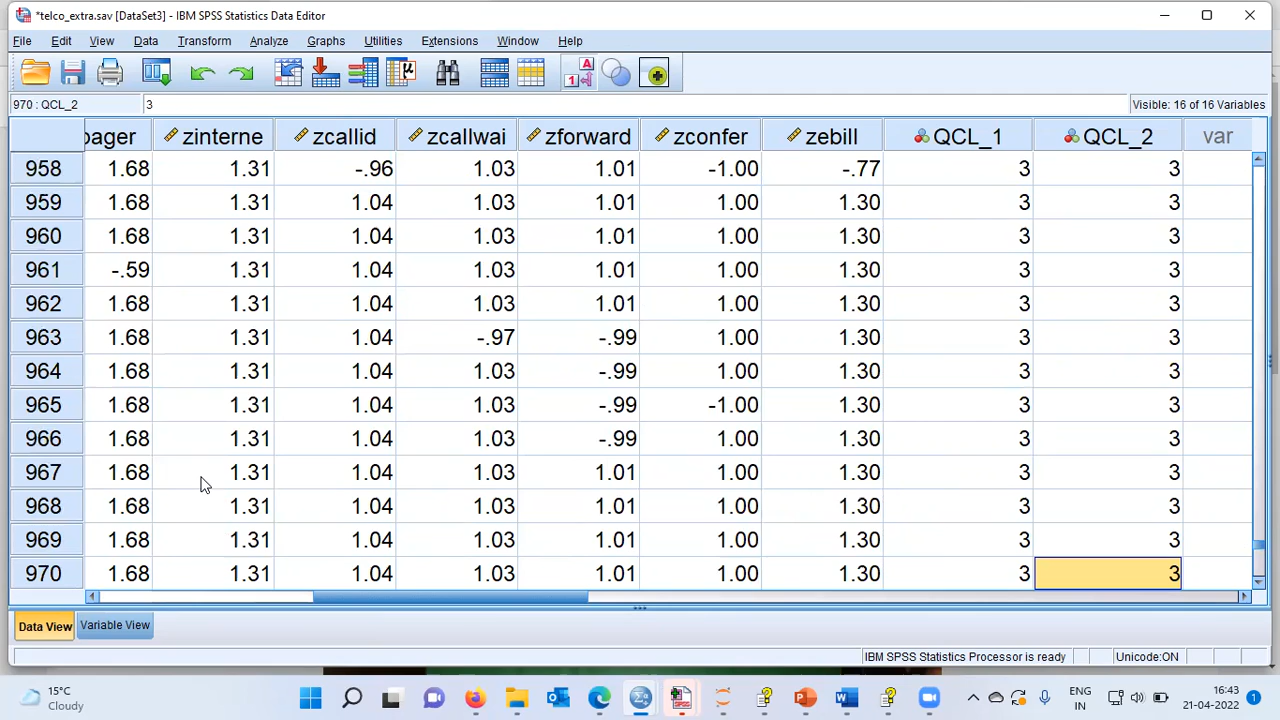 *telco_extra.sav [DataSet3] - IBM SPSS Statistics Data Editor
File Edit View Data Transform Analyze Graphs Utilities Extensions Window Help
970 : QCL_2 3 Visible: 16 of 16 Variables
pager zinterne zcallid zcallwai zforward zconfer zebill QCL_1 QCL_2 var
958 1.68 1.31 -.96 1.03 1.01 -1.00 -.77 3 3
959 1.68 1.31 1.04 1.03 1.01 1.00 1.30 3 3
960 1.68 1.31 1.04 1.03 1.01 1.00 1.30 3 3
961 -.59 1.31 1.04 1.03 1.01 1.00 1.30 3 3
962 1.68 1.31 1.04 1.03 1.01 1.00 1.30 3 3
963 1.68 1.31 1.04 -.97 -.99 1.00 1.30 3 3
964 1.68 1.31 1.04 1.03 -.99 1.00 1.30 3 3
965 1.68 1.31 1.04 1.03 -.99 -1.00 1.30 3 3
966 1.68 1.31 1.04 1.03 -.99 1.00 1.30 3 3
967 1.68 1.31 1.04 1.03 1.01 1.00 1.30 3 3
968 1.68 1.31 1.04 1.03 1.01 1.00 1.30 3 3
969 1.68 1.31 1.04 1.03 1.01 1.00 1.30 3 3
970 1.68 1.31 1.04 1.03 1.01 1.00 1.30 3 3
Data View Variable View
IBM SPSS Statistics Processor is ready Unicode:ON
15°C ENG 16:43
Cloudy IN 21-04-2022 1